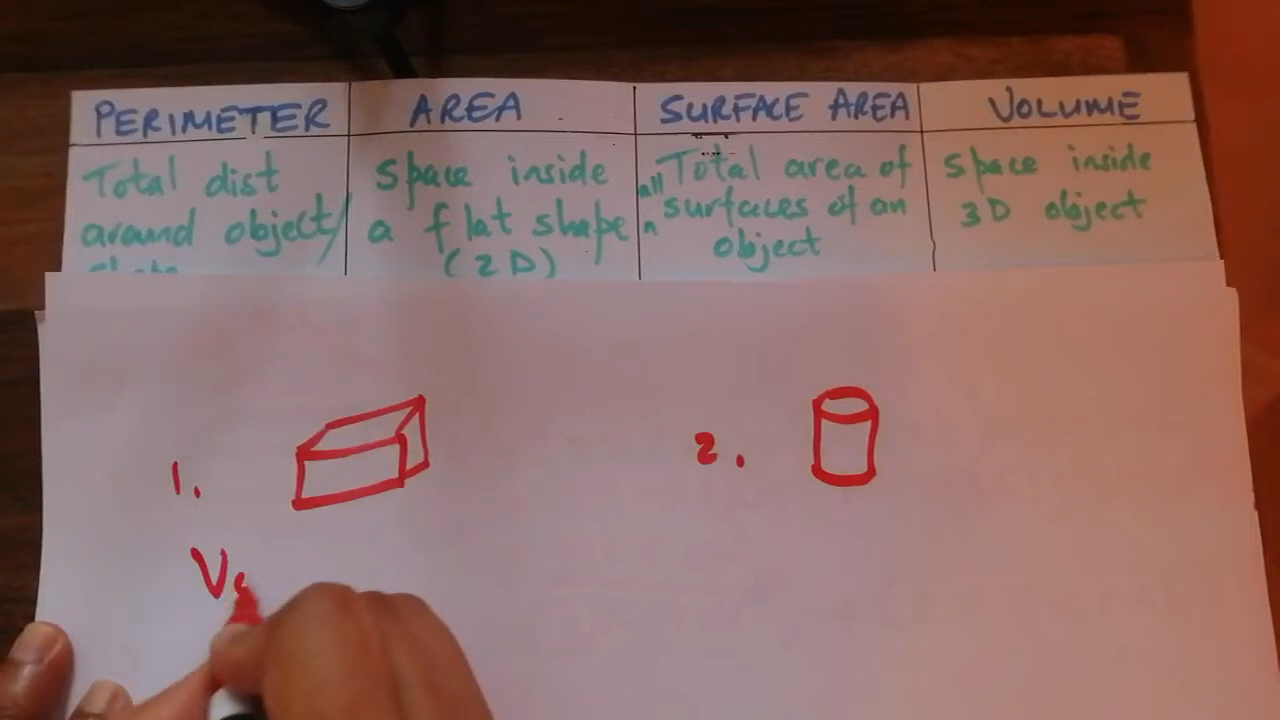 PERIMETER AREA SURFACE AREA VOLUME
Total dist
around object/
space inside
a flat shape
(2D)
Total area of
all surfaces of an
object
space inside
3D object
1. 2.